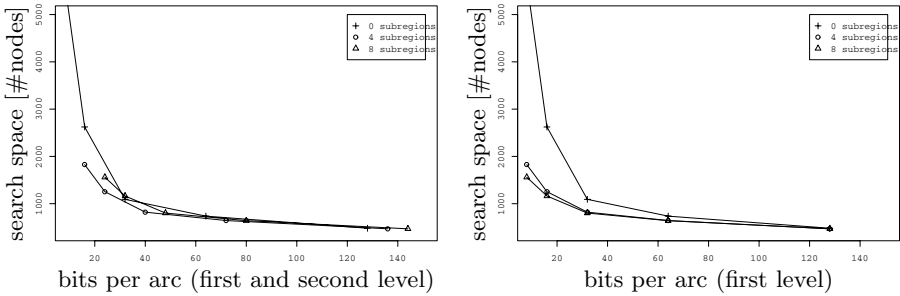 search space [#nodes]
5000
4000
3000
2000
1000
0 subregions
4 subregions
8 subregions
20 40 60 80 100 120 140
bits per arc (first and second level)
search space [#nodes]
5000
4000
3000
2000
1000
0 subregions
4 subregions
8 subregions
20 40 60 80 100 120 140
bits per arc (first level)